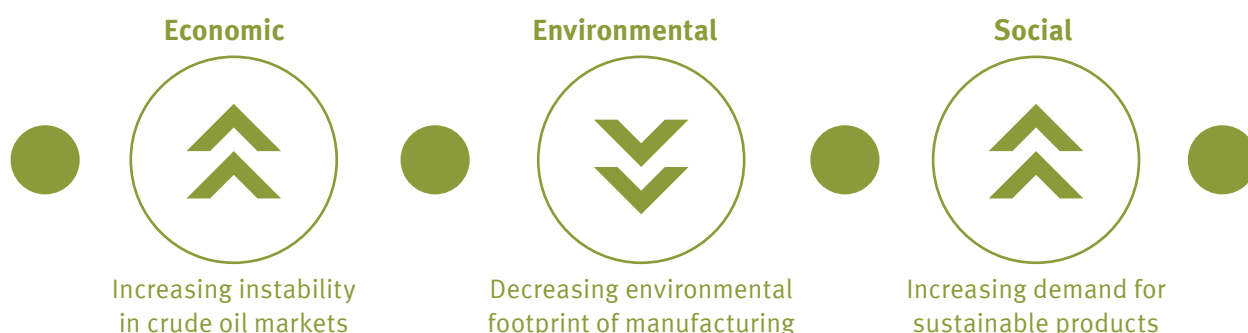 Economic
Environmental
Social
Increasing instability
in crude oil markets
Decreasing environmental
footprint of manufacturing
Increasing demand for
sustainable products